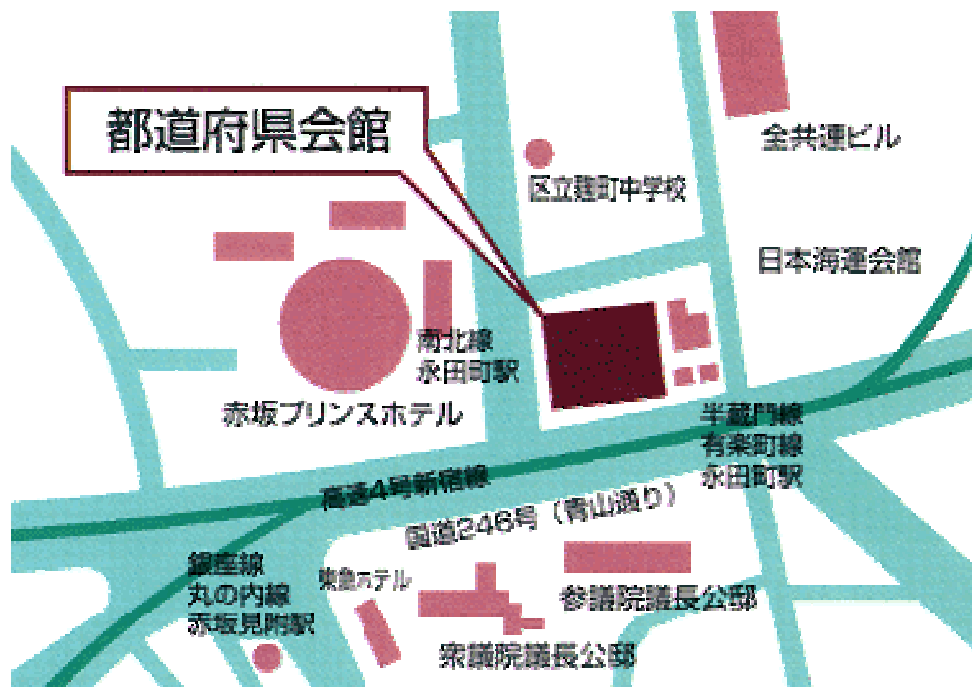 都道府県会館
全共連ビル
区立麹町中学校
日本海運会館
南北線
永田町駅
赤坂プリンスホテル
半蔵門線
有楽町線
永田町駅
高速4号新宿線
国道246号（青山通り）
銀座線
丸の内線
赤坂見附駅
東急ホテル
参議院議長公邸
衆議院議長公邸